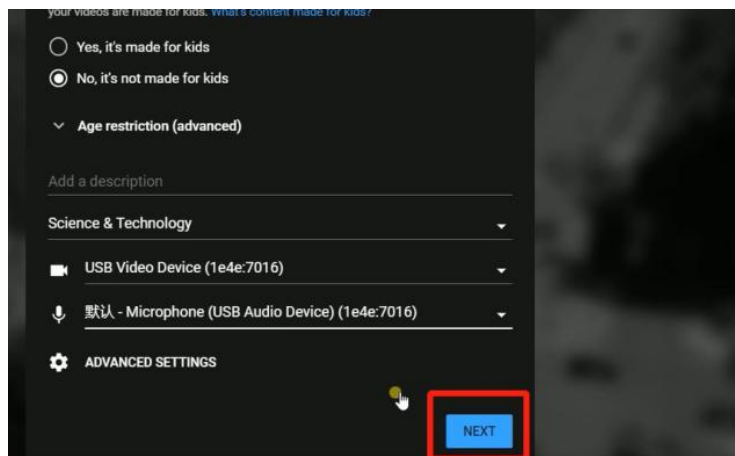 your videos are made for kids. What's content made for kids?
Yes, it's made for kids
No, it's not made for kids
Age restriction (advanced)
Add a description
Science & Technology
USB Video Device (1e4e:7016)
默认 - Microphone (USB Audio Device) (1e4e:7016)
ADVANCED SETTINGS
NEXT